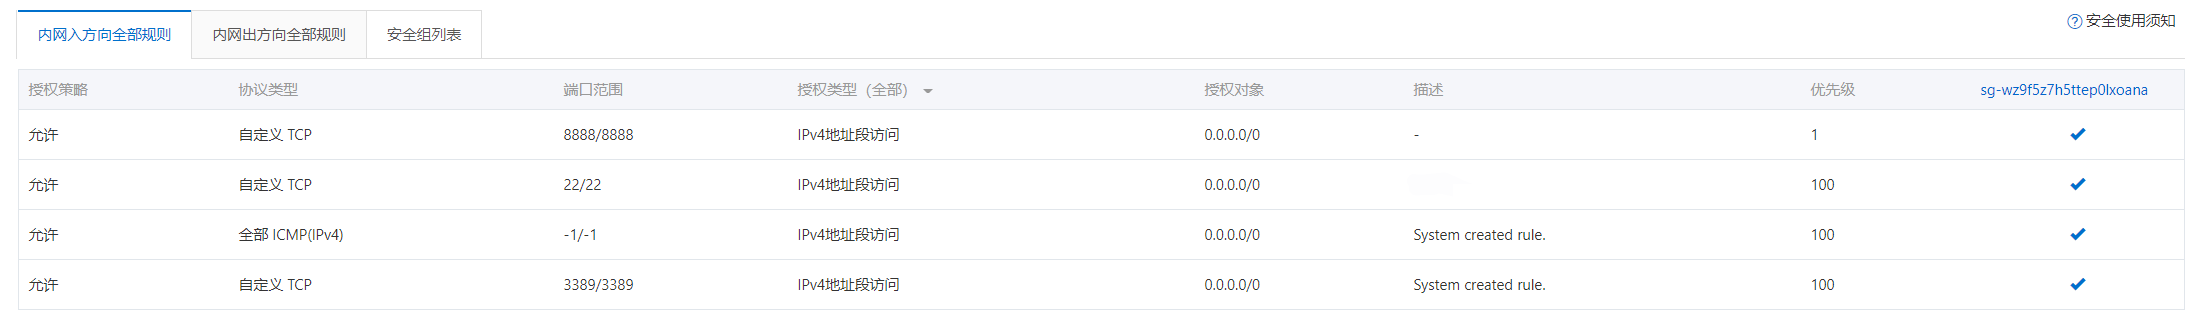 内网入方向全部规则 内网出方向全部规则 安全组列表 安全使用须知
授权策略 协议类型 端口范围 授权类型（全部） 授权对象 描述 优先级 sg-wz9f5z7h5ttep0lxoana
允许 自定义 TCP 8888/8888 IPv4地址段访问 0.0.0.0/0 - 1
允许 自定义 TCP 22/22 IPv4地址段访问 0.0.0.0/0 100
允许 全部 ICMP(IPv4) -1/-1 IPv4地址段访问 0.0.0.0/0 System created rule. 100
允许 自定义 TCP 3389/3389 IPv4地址段访问 0.0.0.0/0 System created rule. 100